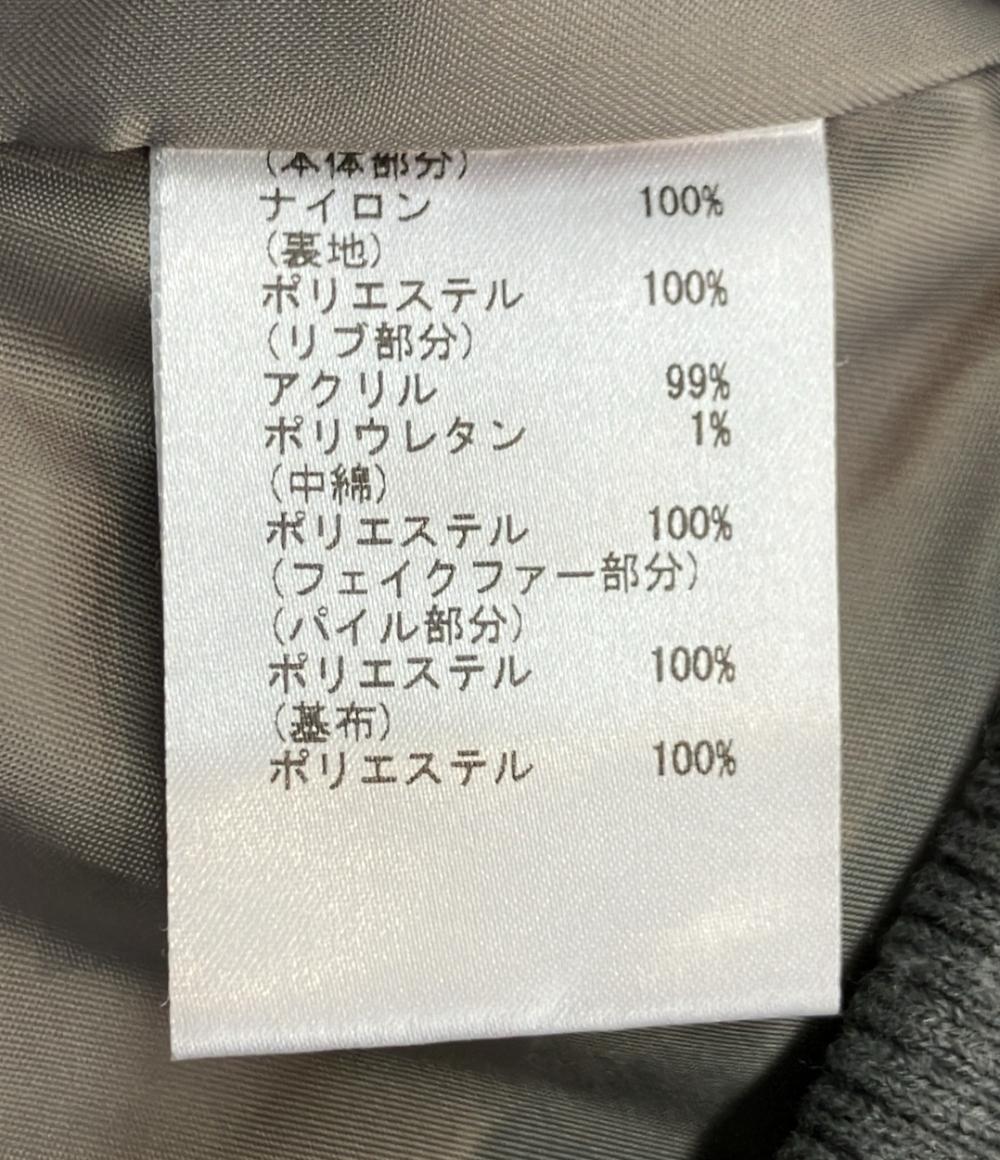 (本体部分)
ナイロン 100%
(裏地)
ポリエステル 100%
(リブ部分)
アクリル 99%
ポリウレタン 1%
(中綿)
ポリエステル 100%
(フェイクファー部分)
(パイル部分)
ポリエステル 100%
(基布)
ポリエステル 100%